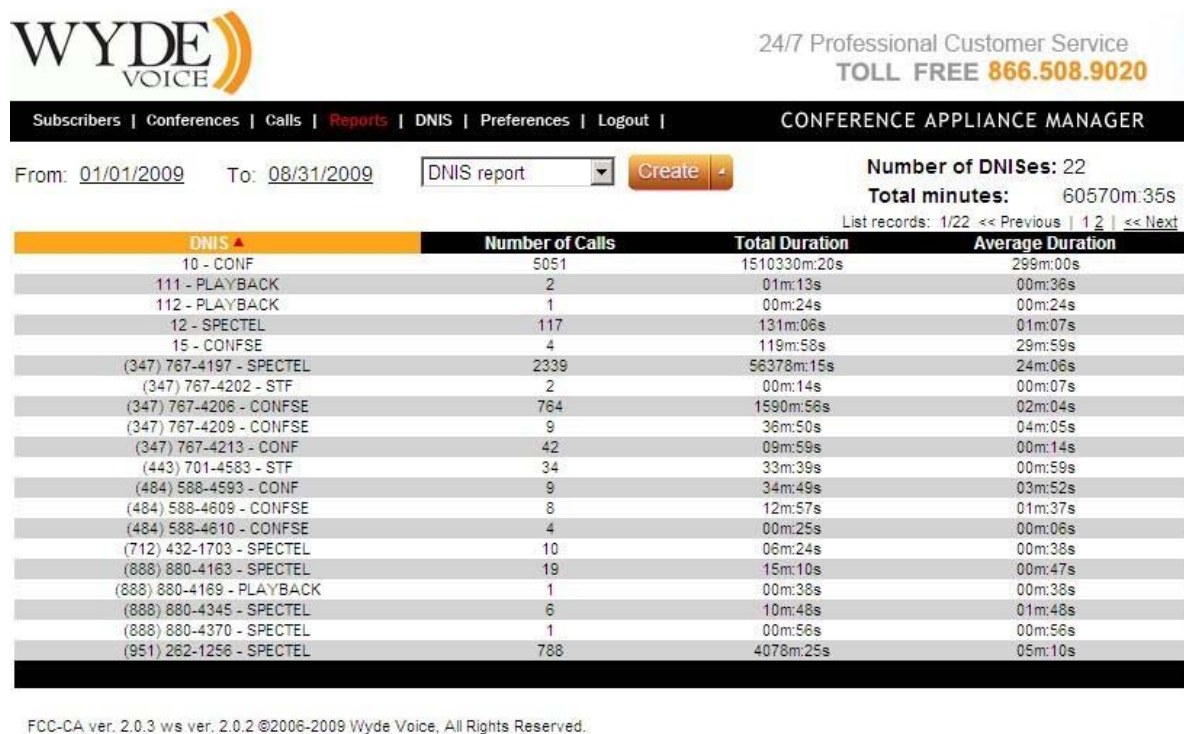 WYDE
VOICE
24/7 Professional Customer Service
TOLL FREE 866.508.9020
Subscribers | Conferences | Calls | Reports | DNIS | Preferences | Logout |
CONFERENCE APPLIANCE MANAGER
From: 01/01/2009 To: 08/31/2009 DNIS report Create
Number of DNISes: 22
Total minutes: 60570m:35s
List records: 1/22 << Previous | 1 2 | << Next
DNIS Number of Calls Total Duration Average Duration
10 - CONF 5051 1510330m:20s 299m:00s
111 - PLAYBACK 2 01m:13s 00m:36s
112 - PLAYBACK 1 00m:24s 00m:24s
12 - SPECTEL 117 131m:06s 01m:07s
15 - CONFSE 4 119m:58s 29m:59s
(347) 767-4197 - SPECTEL 2339 56378m:15s 24m:06s
(347) 767-4202 - STF 2 00m:14s 00m:07s
(347) 767-4206 - CONFSE 764 1590m:56s 02m:04s
(347) 767-4209 - CONFSE 9 36m:50s 04m:05s
(347) 767-4213 - CONF 42 09m:59s 00m:14s
(443) 701-4583 - STF 34 33m:39s 00m:59s
(484) 588-4593 - CONF 9 34m:49s 03m:52s
(484) 588-4609 - CONFSE 8 12m:57s 01m:37s
(484) 588-4610 - CONFSE 4 00m:25s 00m:06s
(712) 432-1703 - SPECTEL 10 06m:24s 00m:38s
(888) 880-4163 - SPECTEL 19 15m:10s 00m:47s
(888) 880-4169 - PLAYBACK 1 00m:38s 00m:38s
(888) 880-4345 - SPECTEL 6 10m:48s 01m:48s
(888) 880-4370 - SPECTEL 1 00m:56s 00m:56s
(951) 262-1256 - SPECTEL 788 4078m:25s 05m:10s
FCC-CA ver. 2.0.3 ws ver. 2.0.2 ©2006-2009 Wyde Voice, All Rights Reserved.